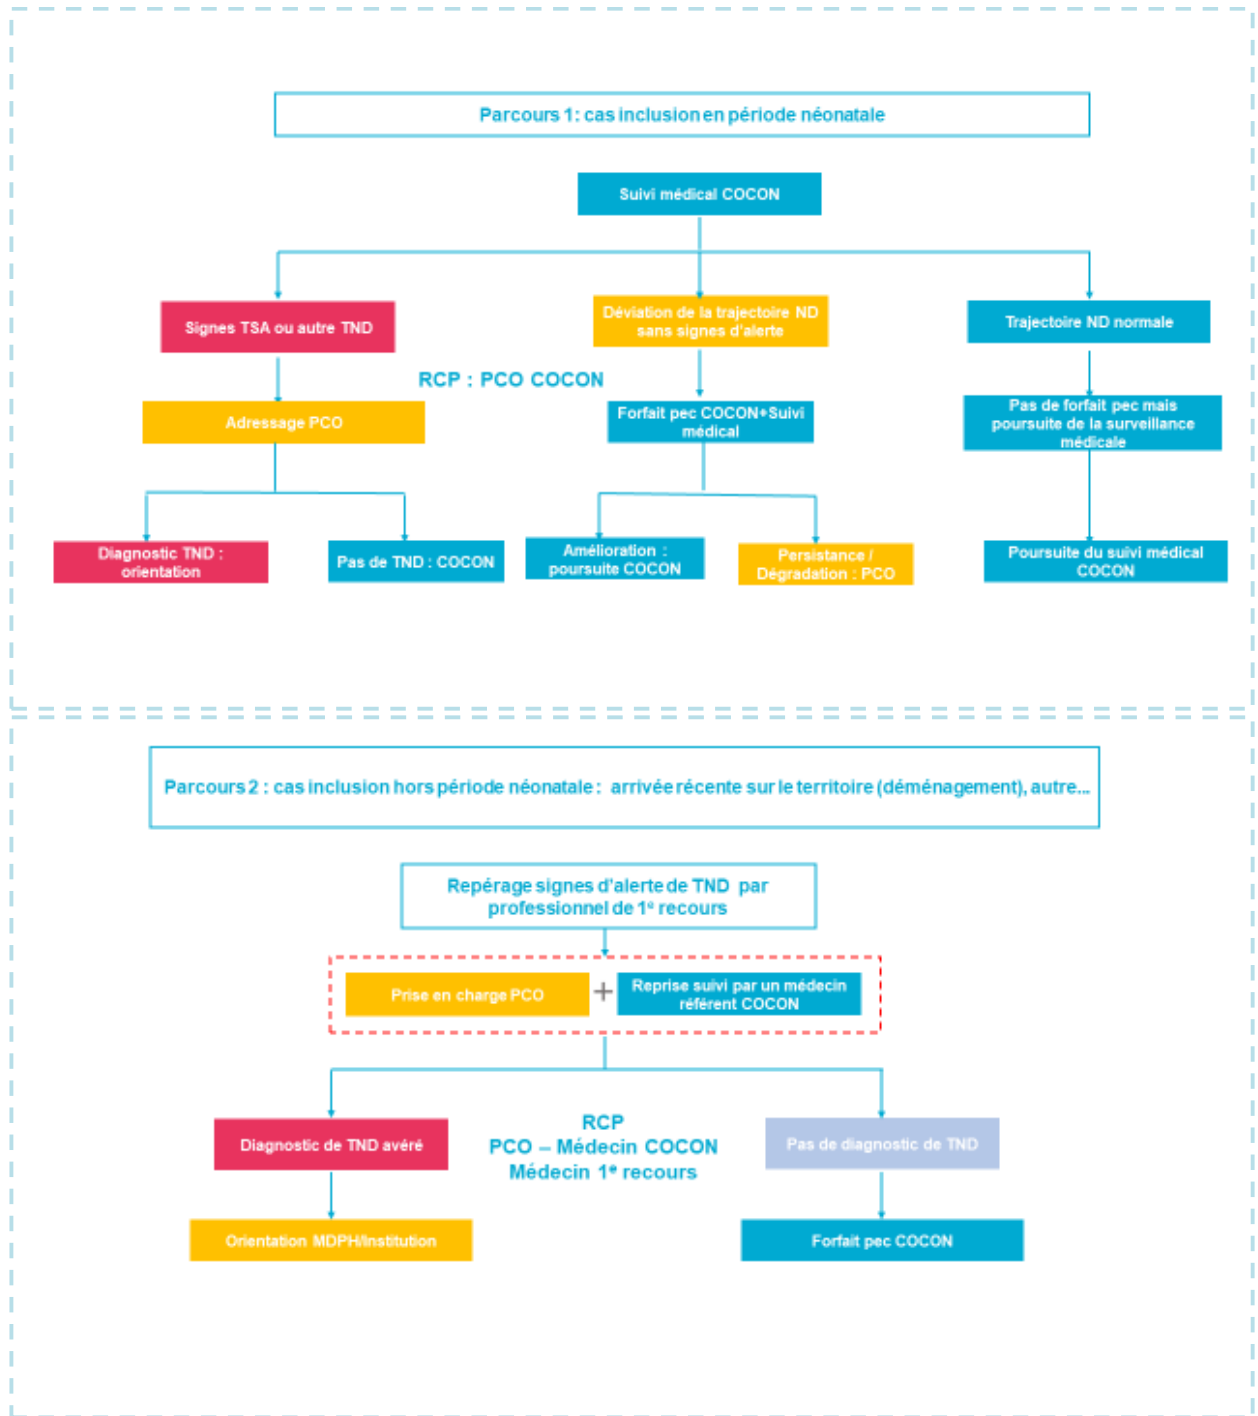 Parcours 1: cas inclusion en période néonatale
Suivi médical COCON
Signes TSA ou autre TND
Déviation de la trajectoire ND
sans signes d'alerte
Trajectoire ND normale
RCP : PCO COCON
Adressage PCO
Forfait pec COCON+Suivi
médical
Pas de forfait pec mais
poursuite de la surveillance
médicale
Diagnostic TND :
orientation
Pas de TND : COCON
Amélioration :
poursuite COCON
Persistance /
Dégradation : PCO
Poursuite du suivi médical
COCON
Parcours 2 : cas inclusion hors période néonatale : arrivée récente sur le territoire (déménagement), autre...
Repérage signes d'alerte de TND par
professionnel de 1e recours
Prise en charge PCO
+
Reprise suivi par un médecin
référent COCON
Diagnostic de TND avéré
RCP
PCO – Médecin COCON
Médecin 1e recours
Pas de diagnostic de TND
Orientation MDPH/Institution
Forfait pec COCON